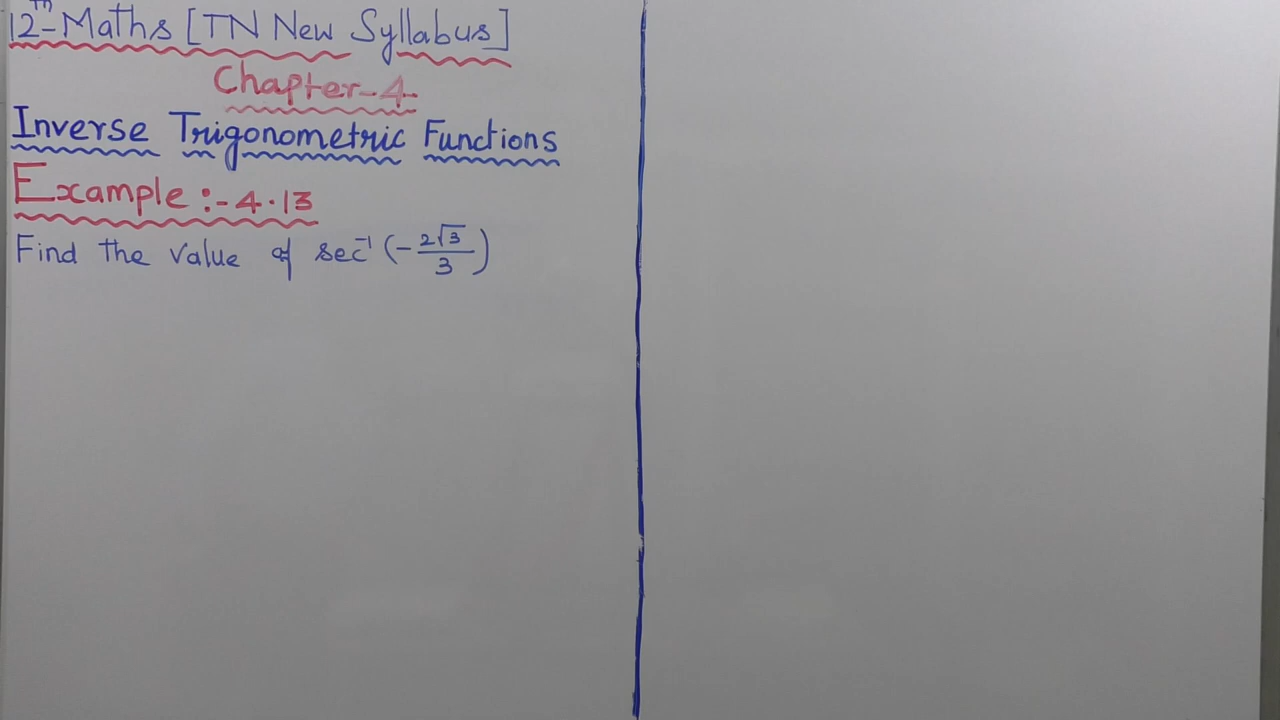 12th-Maths [TN New Syllabus]
Chapter-4
Inverse Trigonometric Functions
Example :- 4.13
Find the value of sec⁻¹(-2√3/3)